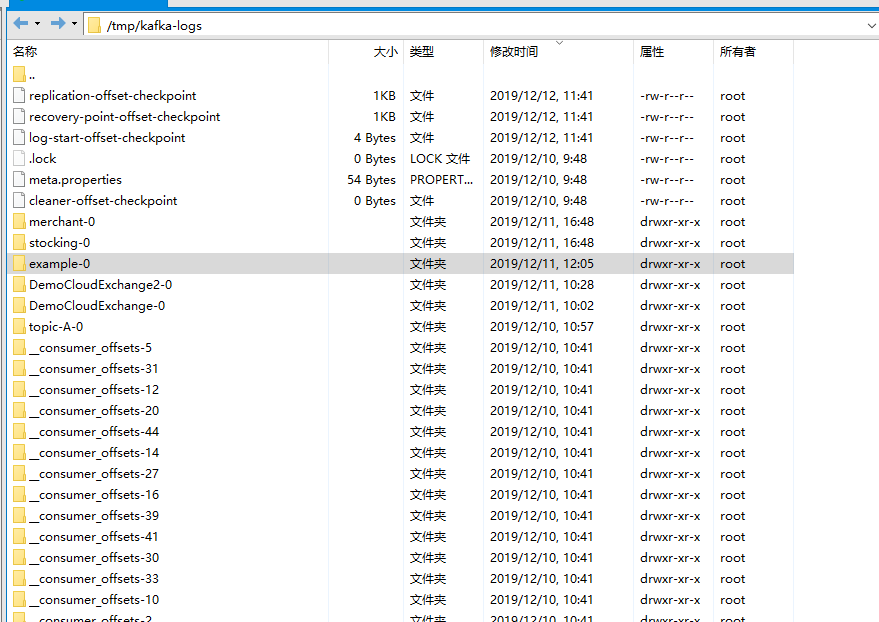 /tmp/kafka-logs
名称 大小 类型 修改时间 属性 所有者
..
replication-offset-checkpoint 1KB 文件 2019/12/12, 11:41 -rw-r--r-- root
recovery-point-offset-checkpoint 1KB 文件 2019/12/12, 11:41 -rw-r--r-- root
log-start-offset-checkpoint 4 Bytes 文件 2019/12/12, 11:41 -rw-r--r-- root
.lock 0 Bytes LOCK 文件 2019/12/10, 9:48 -rw-r--r-- root
meta.properties 54 Bytes PROPERT... 2019/12/10, 9:48 -rw-r--r-- root
cleaner-offset-checkpoint 0 Bytes 文件 2019/12/10, 9:48 -rw-r--r-- root
merchant-0 文件夹 2019/12/11, 16:48 drwxr-xr-x root
stocking-0 文件夹 2019/12/11, 16:48 drwxr-xr-x root
example-0 文件夹 2019/12/11, 12:05 drwxr-xr-x root
DemoCloudExchange2-0 文件夹 2019/12/11, 10:28 drwxr-xr-x root
DemoCloudExchange-0 文件夹 2019/12/11, 10:02 drwxr-xr-x root
topic-A-0 文件夹 2019/12/10, 10:57 drwxr-xr-x root
__consumer_offsets-5 文件夹 2019/12/10, 10:41 drwxr-xr-x root
__consumer_offsets-31 文件夹 2019/12/10, 10:41 drwxr-xr-x root
__consumer_offsets-12 文件夹 2019/12/10, 10:41 drwxr-xr-x root
__consumer_offsets-20 文件夹 2019/12/10, 10:41 drwxr-xr-x root
__consumer_offsets-44 文件夹 2019/12/10, 10:41 drwxr-xr-x root
__consumer_offsets-14 文件夹 2019/12/10, 10:41 drwxr-xr-x root
__consumer_offsets-27 文件夹 2019/12/10, 10:41 drwxr-xr-x root
__consumer_offsets-16 文件夹 2019/12/10, 10:41 drwxr-xr-x root
__consumer_offsets-39 文件夹 2019/12/10, 10:41 drwxr-xr-x root
__consumer_offsets-41 文件夹 2019/12/10, 10:41 drwxr-xr-x root
__consumer_offsets-30 文件夹 2019/12/10, 10:41 drwxr-xr-x root
__consumer_offsets-33 文件夹 2019/12/10, 10:41 drwxr-xr-x root
__consumer_offsets-10 文件夹 2019/12/10, 10:41 drwxr-xr-x root
__consumer_offsets-2 文件夹 2019/12/10, 10:41 drwxr-xr-x root